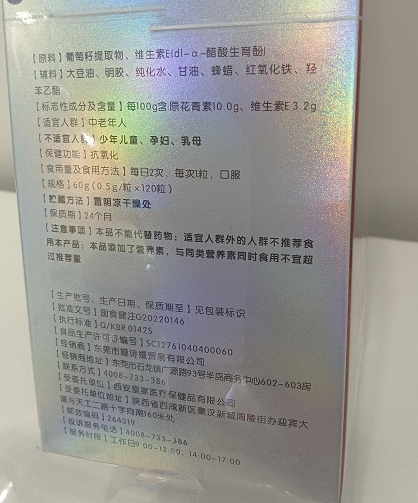 【原料】葡萄籽提取物、维生素E(dl-α-醋酸生育酚)
【辅料】大豆油、明胶、纯化水、甘油、蜂蜡、红氧化铁、羟
苯乙酯
【标志性成分及含量】每100g含:原花青素10.0g、维生素E 3.2g
【适宜人群】中老年人
【不适宜人群】少年儿童、孕妇、乳母
【保健功能】抗氧化
【食用量及食用方法】每日2次，每次1粒，口服
【规格】60g(0.5g/粒×120粒)
【贮藏方法】置阴凉干燥处
【保质期】24个月
【注意事项】本品不能代替药物；适宜人群外的人群不推荐食
用本产品；本品添加了营养素，与同类营养素同时食用不宜超
过推荐量
【生产批号、生产日期、保质期至】见包装标识
【批准文号】国食健注G20220146
【执行标准】Q/KBR 0142S
【食品生产许可证编号】SC12761040400060
【经销商】东莞市 诗爆贸易有限公司
【经销商地址】东莞市石龙镇广源路93号半岛商务中心602-603房
【联系方式】4008-733-386
【受委托单位】西安皇家医疗保健品有限公司
【受委托单位地址】陕西省西咸新区秦汉新城周陵街办迎宾大
道与天工二路十字向南160米处
【邮政编码】264319
【投诉服务电话】4008-733-386
【服务时限】工作日9:00-12:00，14:00-17:00